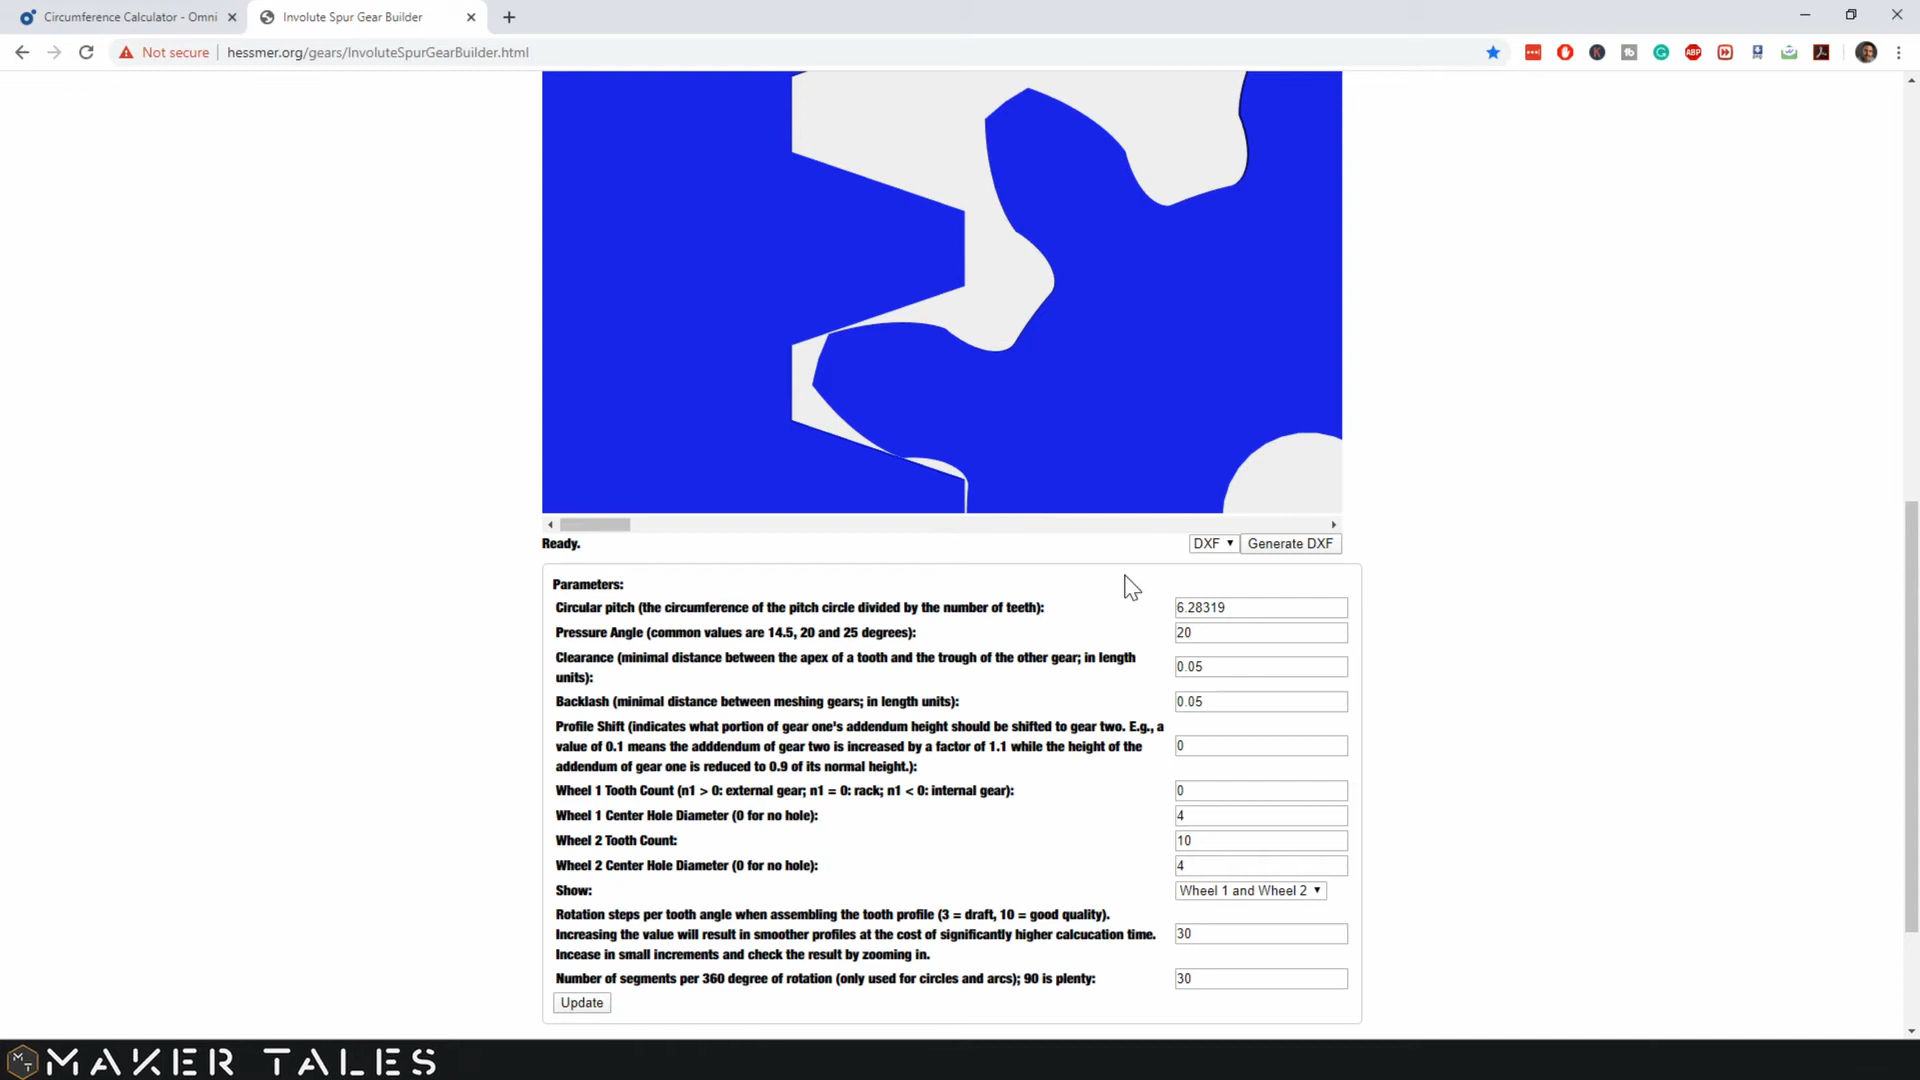 Circumference Calculator - Omni
Involute Spur Gear Builder
Not secure
hessmer.org/gears/InvoluteSpurGearBuilder.html
ABP
Ready.
DXF
Generate DXF
Parameters:
Circular pitch (the circumference of the pitch circle divided by the number of teeth):
6.28319
Pressure Angle (common values are 14.5, 20 and 25 degrees):
20
Clearance (minimal distance between the apex of a tooth and the trough of the other gear; in length
units):
0.05
Backlash (minimal distance between meshing gears; in length units):
0.05
Profile Shift (indicates what portion of gear one's addendum height should be shifted to gear two. E.g., a
value of 0.1 means the adddendum of gear two is increased by a factor of 1.1 while the height of the
addendum of gear one is reduced to 0.9 of its normal height.):
0
Wheel 1 Tooth Count (n1 > 0: external gear; n1 = 0: rack; n1 < 0: internal gear):
0
Wheel 1 Center Hole Diameter (0 for no hole):
4
Wheel 2 Tooth Count:
10
Wheel 2 Center Hole Diameter (0 for no hole):
4
Show:
Wheel 1 and Wheel 2
Rotation steps per tooth angle when assembling the tooth profile (3 = draft, 10 = good quality).
Increasing the value will result in smoother profiles at the cost of significantly higher calcucation time.
Incease in small increments and check the result by zooming in.
30
Number of segments per 360 degree of rotation (only used for circles and arcs); 90 is plenty:
30
Update
MT
MAKER TALES